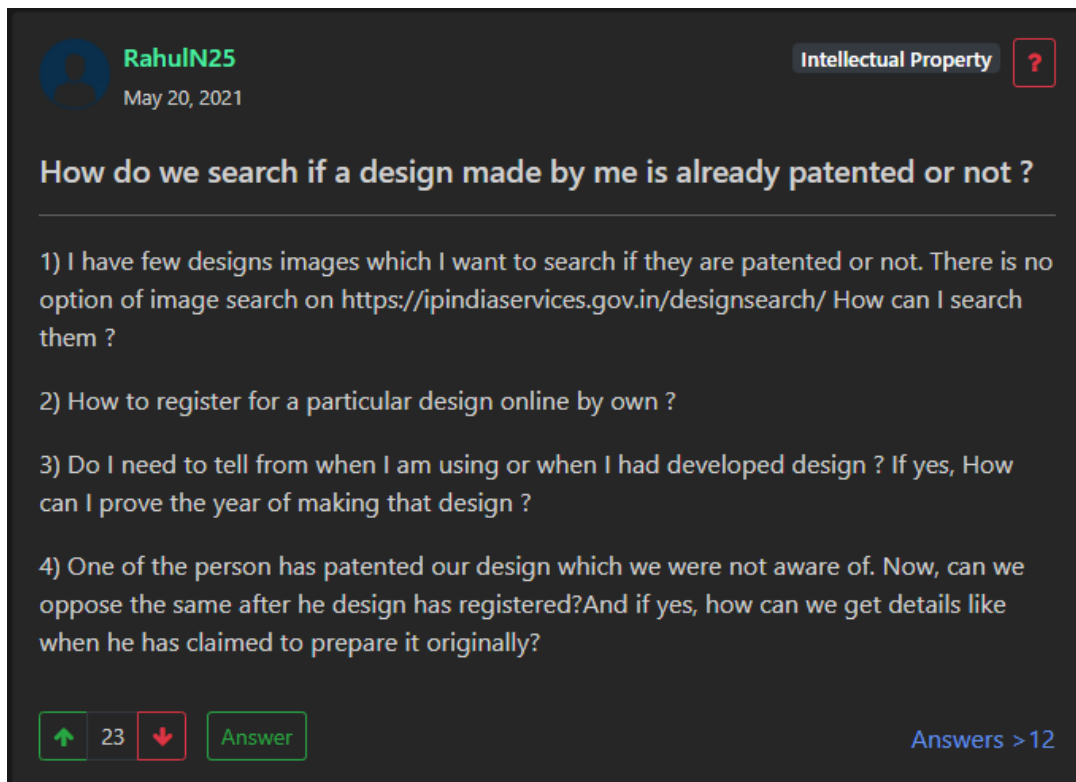 RahulN25
Intellectual Property
?
May 20, 2021
How do we search if a design made by me is already patented or not ?
1) I have few designs images which I want to search if they are patented or not. There is no
option of image search on https://ipindiaservices.gov.in/designsearch/ How can I search
them ?
2) How to register for a particular design online by own ?
3) Do I need to tell from when I am using or when I had developed design ? If yes, How
can I prove the year of making that design ?
4) One of the person has patented our design which we were not aware of. Now, can we
oppose the same after he design has registered?And if yes, how can we get details like
when he has claimed to prepare it originally?
23
Answer
Answers >12